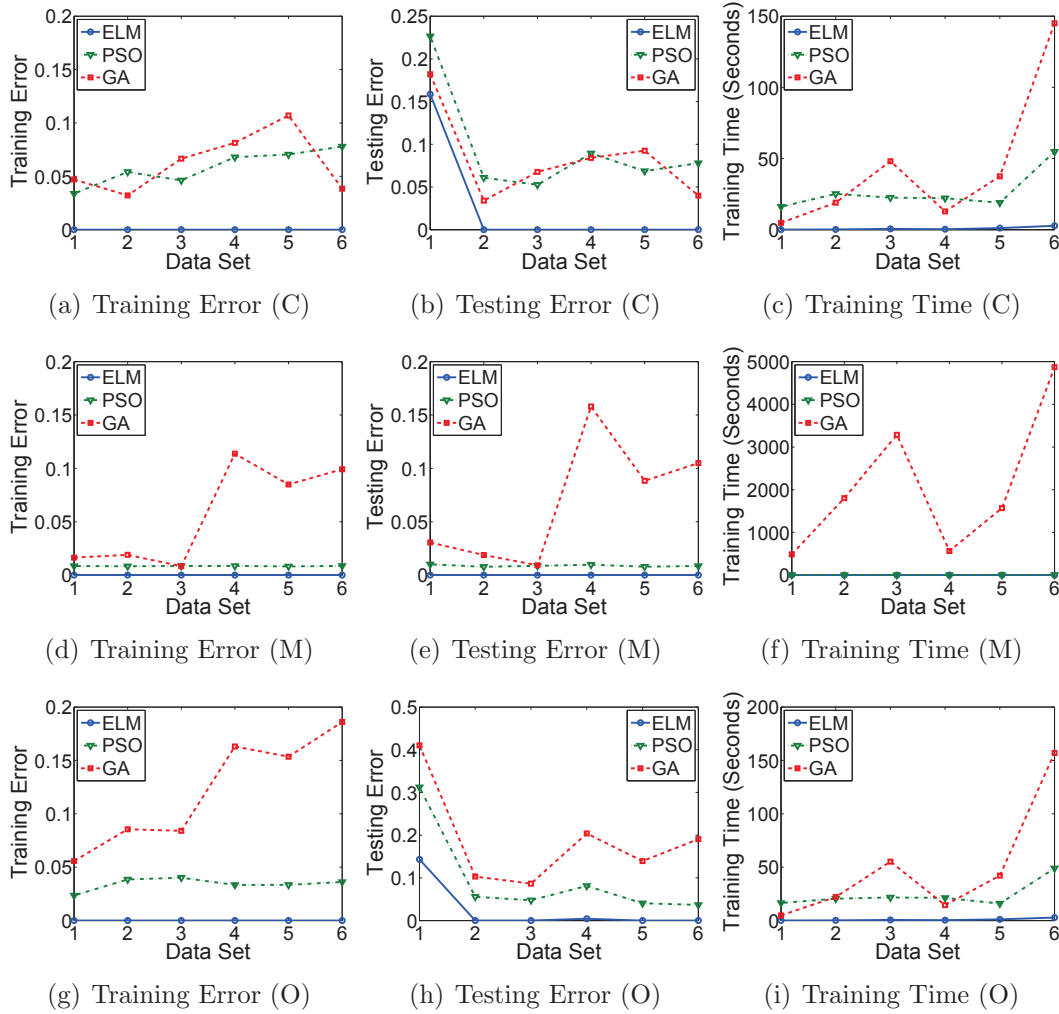 0.2
0.15
0.1
0.05
0
Training Error
ELM
PSO
GA
1 2 3 4 5 6
Data Set
(a) Training Error (C)
0.25
0.2
0.15
0.1
0.05
0
Testing Error
ELM
PSO
GA
1 2 3 4 5 6
Data Set
(b) Testing Error (C)
150
100
50
0
Training Time (Seconds)
ELM
PSO
GA
1 2 3 4 5 6
Data Set
(c) Training Time (C)
0.2
0.15
0.1
0.05
0
Training Error
ELM
PSO
GA
1 2 3 4 5 6
Data Set
(d) Training Error (M)
0.2
0.15
0.1
0.05
0
Testing Error
ELM
PSO
GA
1 2 3 4 5 6
Data Set
(e) Testing Error (M)
5000
4000
3000
2000
1000
0
Training Time (Seconds)
ELM
PSO
GA
1 2 3 4 5 6
Data Set
(f) Training Time (M)
0.2
0.15
0.1
0.05
0
Training Error
ELM
PSO
GA
1 2 3 4 5 6
Data Set
(g) Training Error (O)
0.5
0.4
0.3
0.2
0.1
0
Testing Error
ELM
PSO
GA
1 2 3 4 5 6
Data Set
(h) Testing Error (O)
200
150
100
50
0
Training Time (Seconds)
ELM
PSO
GA
1 2 3 4 5 6
Data Set
(i) Training Time (O)